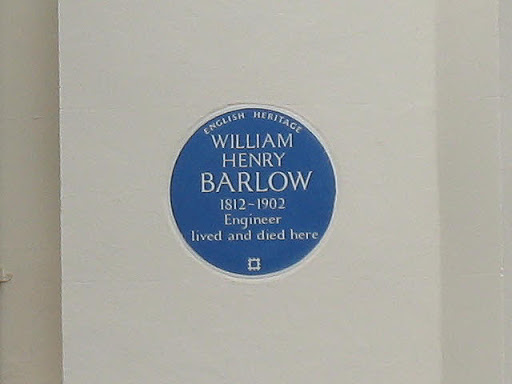 ENGLISH HERITAGE
WILLIAM
HENRY
BARLOW
1812-1902
Engineer
lived and died here